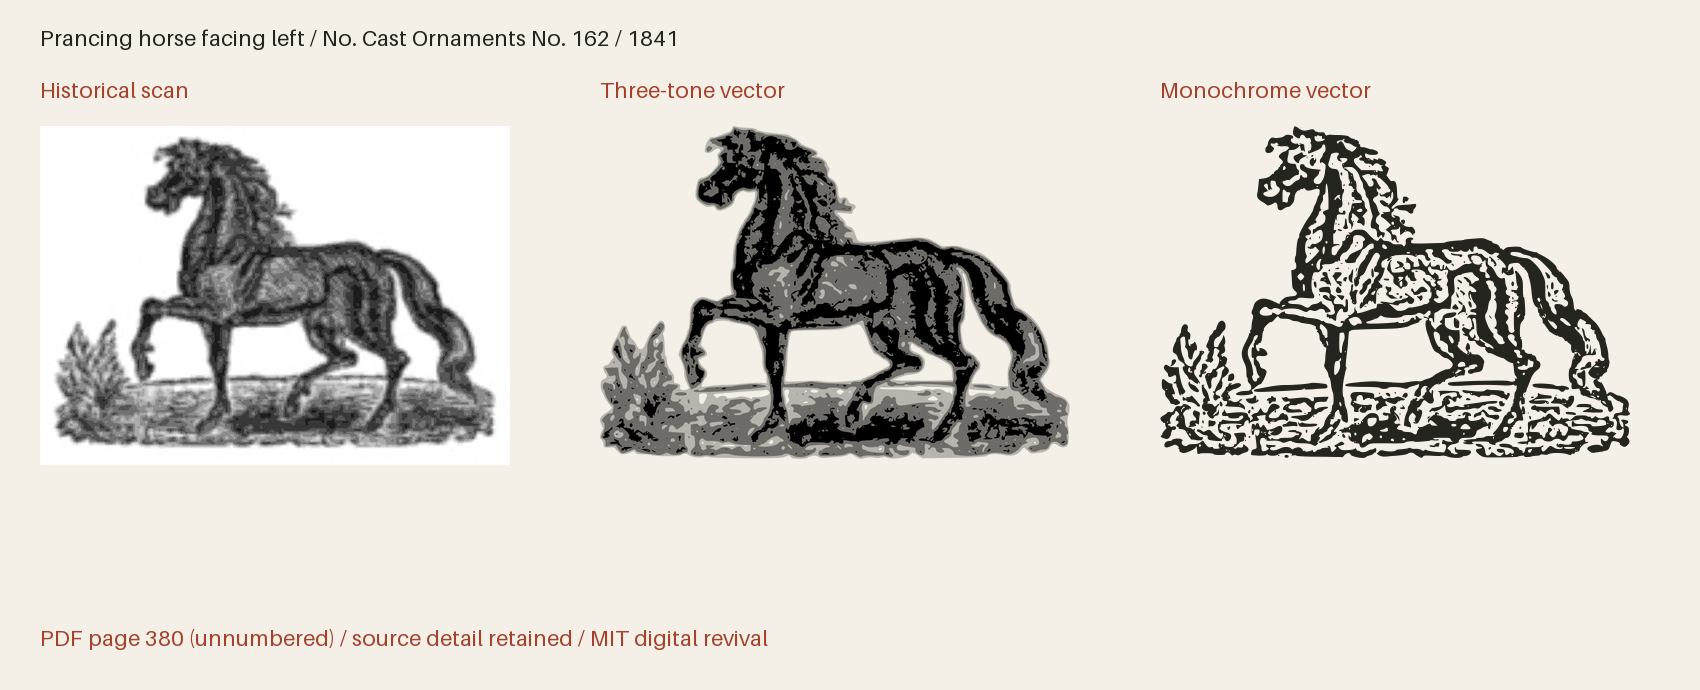 Prancing horse facing left / No. Cast Ornaments No. 162 / 1841
Historical scan
Three-tone vector
Monochrome vector
PDF page 380 (unnumbered) / source detail retained / MIT digital revival